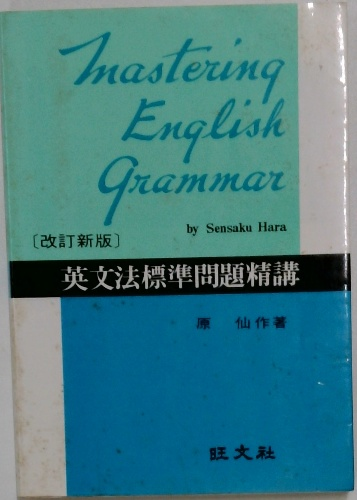 Mastering
English
Grammar
by Sensaku Hara
〔改訂新版〕
英文法標準問題精講
原 仙作著
旺文社